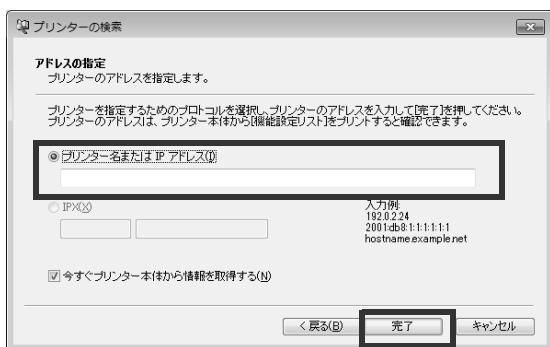 プリンターの検索
アドレスの指定
プリンターのアドレスを指定します。
プリンターを指定するためのプロトコルを選択し、プリンターのアドレスを入力して[完了]を押してください。
プリンターのアドレスは、プリンター本体から[機能設定リスト]をプリントすると確認できます。
プリンター名または IP アドレス(I)
IPX(X)
入力例:
192.0.2.24
2001:db8:1:1:1:1:1:1
hostname.example.net
今すぐプリンター本体から情報を取得する(N)
< 戻る(B)
完了
キャンセル